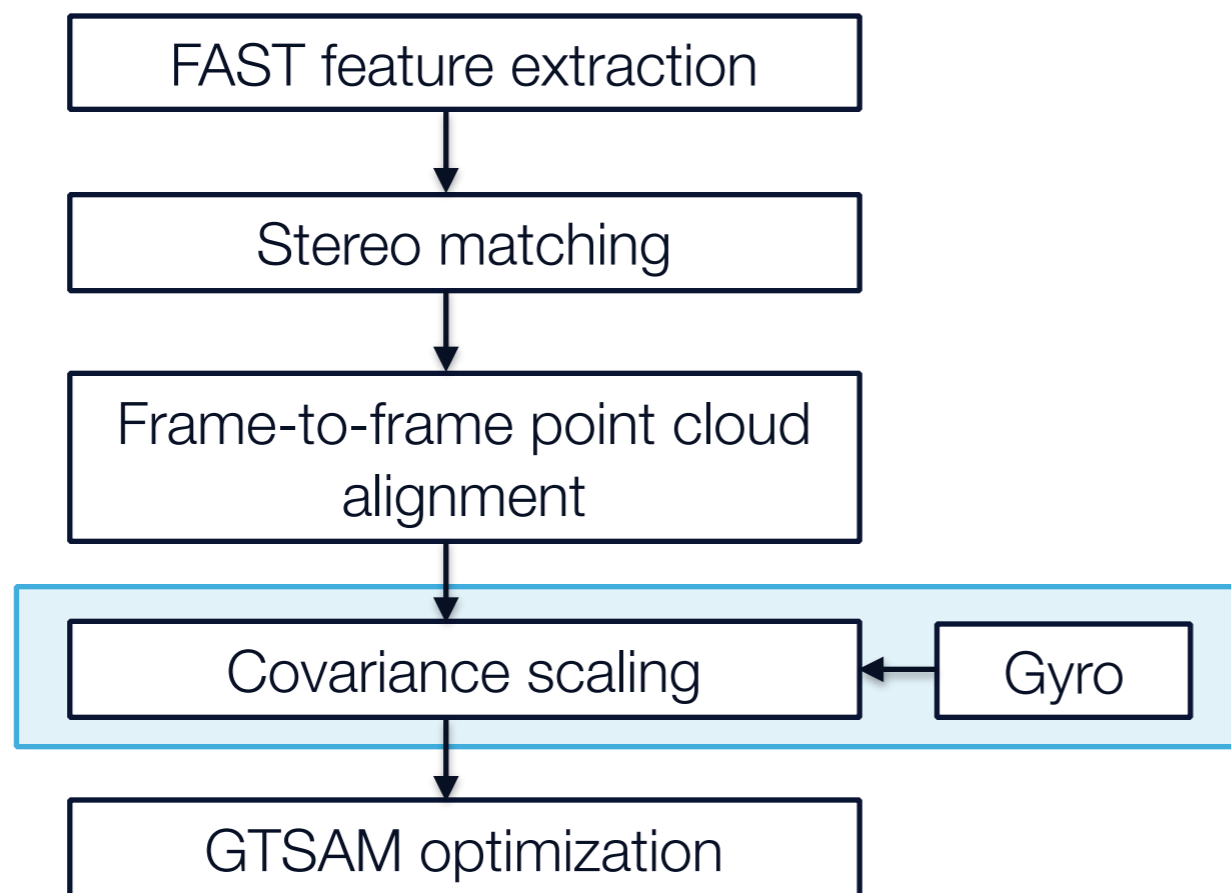 FAST feature extraction
Stereo matching
Frame-to-frame point cloud
alignment
Covariance scaling
Gyro
GTSAM optimization